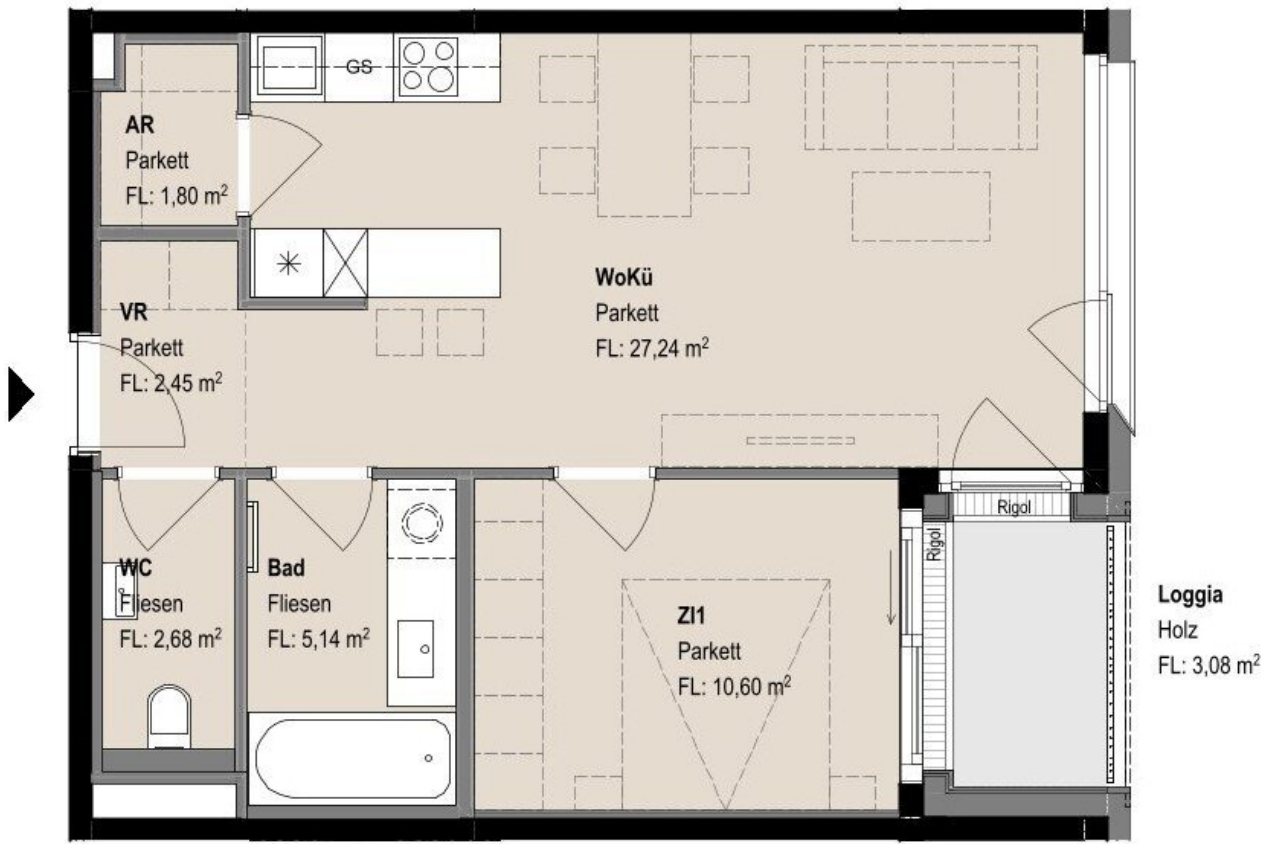 GS
AR
Parkett
FL: 1,80 m²
VR
Parkett
FL: 2,45 m²
WoKü
Parkett
FL: 27,24 m²
WC
Fliesen
FL: 2,68 m²
Bad
Fliesen
FL: 5,14 m²
ZI1
Parkett
FL: 10,60 m²
Rigol
Rigol
Loggia
Holz
FL: 3,08 m²